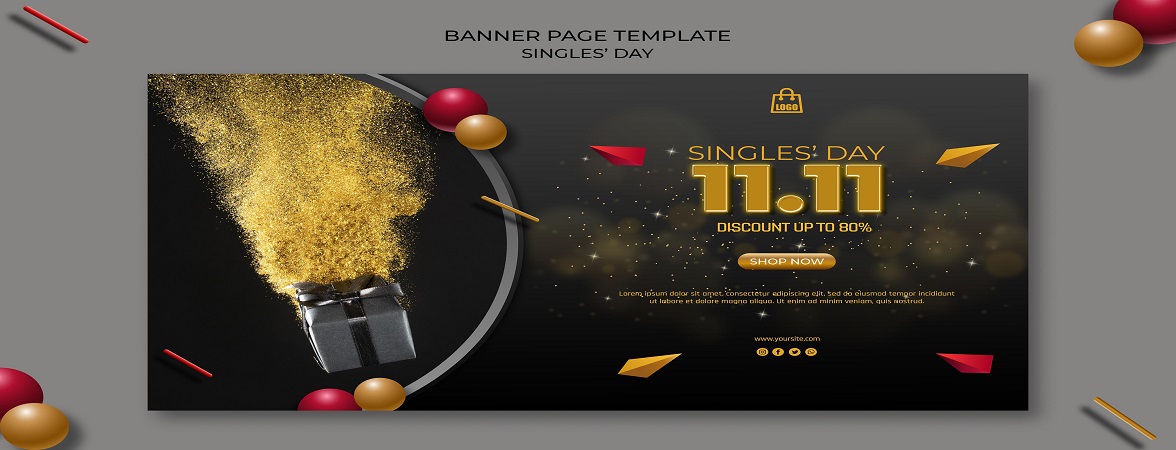 BANNER PAGE TEMPLATE
SINGLES' DAY
LOGO
SINGLES' DAY
11.11
DISCOUNT UP TO 80%
SHOP NOW
Lorem ipsum dolor sit amet, consectetur adipiscing elit, sed do eiusmod tempor incididunt
ut labore et dolore magna aliqua. Ut enim ad minim veniam, quis nostrud.
www.yoursite.com